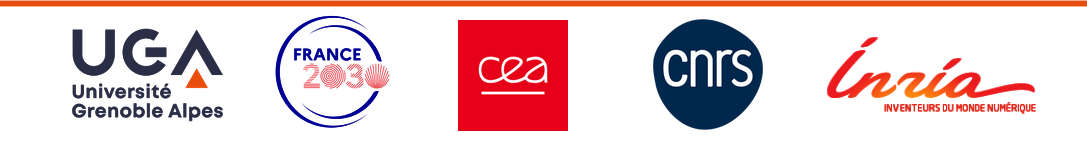 UGA
Université
Grenoble Alpes
FRANCE
2030
cea
cnrs
Inria
INVENTEURS DU MONDE NUMÉRIQUE